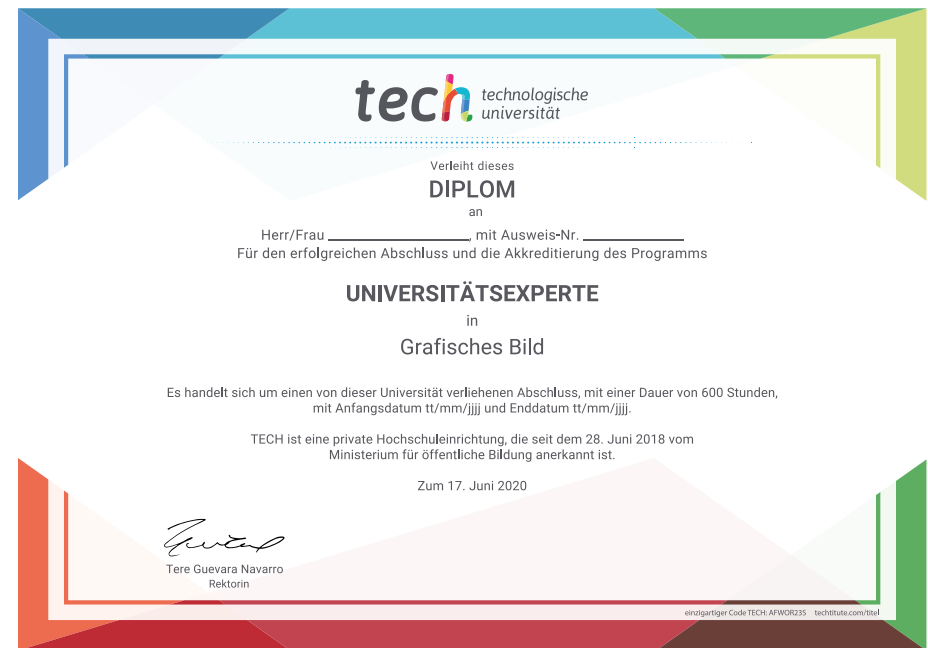 tech technologische
universität
Verleiht dieses
DIPLOM
an
Herr/Frau ____________________, mit Ausweis-Nr. ______________
Für den erfolgreichen Abschluss und die Akkreditierung des Programms
UNIVERSITÄTSEXPERTE
in
Grafisches Bild
Es handelt sich um einen von dieser Universität verliehenen Abschluss, mit einer Dauer von 600 Stunden,
mit Anfangsdatum tt/mm/jjjj und Enddatum tt/mm/jjjj.
TECH ist eine private Hochschuleinrichtung, die seit dem 28. Juni 2018 vom
Ministerium für öffentliche Bildung anerkannt ist.
Zum 17. Juni 2020
Tere Guevara Navarro
Rektorin
einzigartiger Code TECH: AFWOR23S techtitute.com/titel